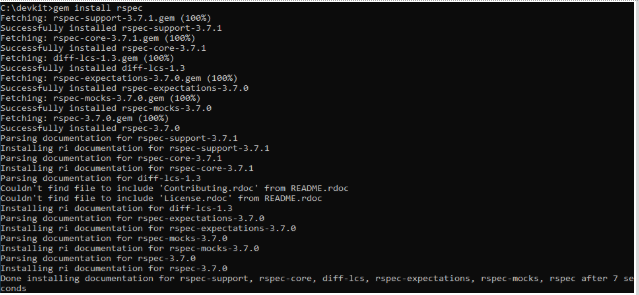 C:\devkit>gem install rspec
Fetching: rspec-support-3.7.1.gem (100%)
Successfully installed rspec-support-3.7.1
Fetching: rspec-core-3.7.1.gem (100%)
Successfully installed rspec-core-3.7.1
Fetching: diff-lcs-1.3.gem (100%)
Successfully installed diff-lcs-1.3
Fetching: rspec-expectations-3.7.0.gem (100%)
Successfully installed rspec-expectations-3.7.0
Fetching: rspec-mocks-3.7.0.gem (100%)
Successfully installed rspec-mocks-3.7.0
Fetching: rspec-3.7.0.gem (100%)
Successfully installed rspec-3.7.0
Parsing documentation for rspec-support-3.7.1
Installing ri documentation for rspec-support-3.7.1
Parsing documentation for rspec-core-3.7.1
Installing ri documentation for rspec-core-3.7.1
Parsing documentation for diff-lcs-1.3
Couldn't find file to include 'Contributing.rdoc' from README.rdoc
Couldn't find file to include 'License.rdoc' from README.rdoc
Installing ri documentation for diff-lcs-1.3
Parsing documentation for rspec-expectations-3.7.0
Installing ri documentation for rspec-expectations-3.7.0
Parsing documentation for rspec-mocks-3.7.0
Installing ri documentation for rspec-mocks-3.7.0
Parsing documentation for rspec-3.7.0
Installing ri documentation for rspec-3.7.0
Done installing documentation for rspec-support, rspec-core, diff-lcs, rspec-expectations, rspec-mocks, rspec after 7 se
conds